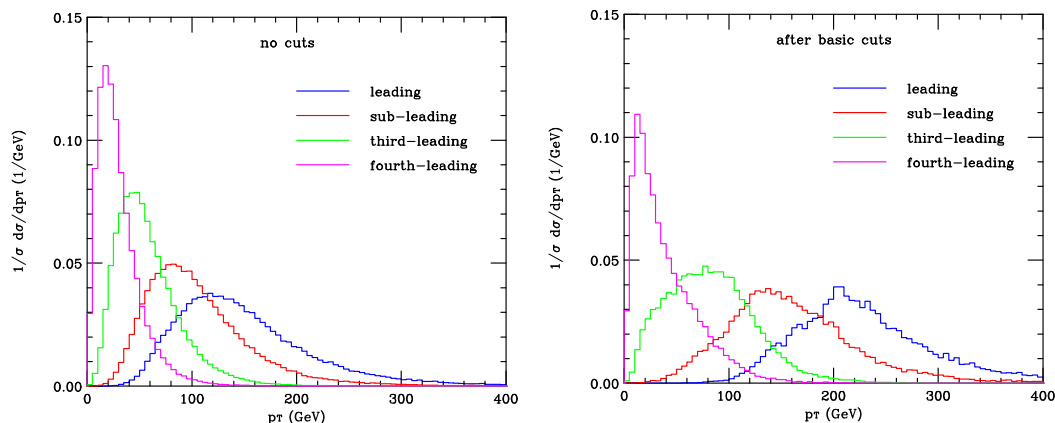 0.15
no cuts
leading
sub-leading
third-leading
fourth-leading
0.10
0.05
0.00
1/σ dσ/dpT (1/GeV)
0 100 200 300 400
pT (GeV)
0.15
after basic cuts
leading
sub-leading
third-leading
fourth-leading
0.10
0.05
0.00
1/σ dσ/dpT (1/GeV)
0 100 200 300 400
pT (GeV)